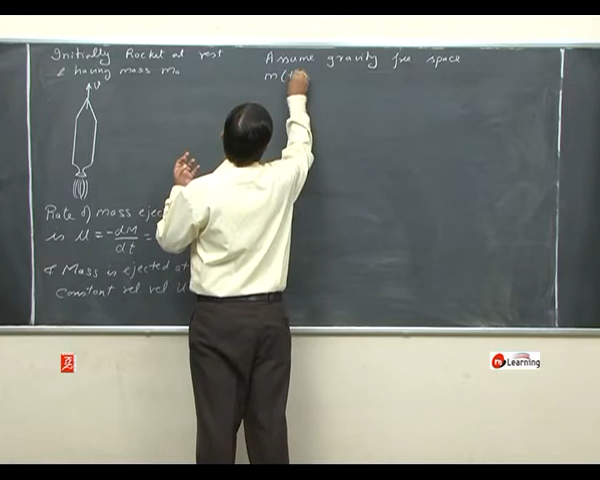 Initially Rocket at rest
& having mass m₀
v
Rate of mass ejec
is μ = -dM/dt =
& Mass is ejected at
Constant rel vel u
Assume gravity free space
m(t
Learning